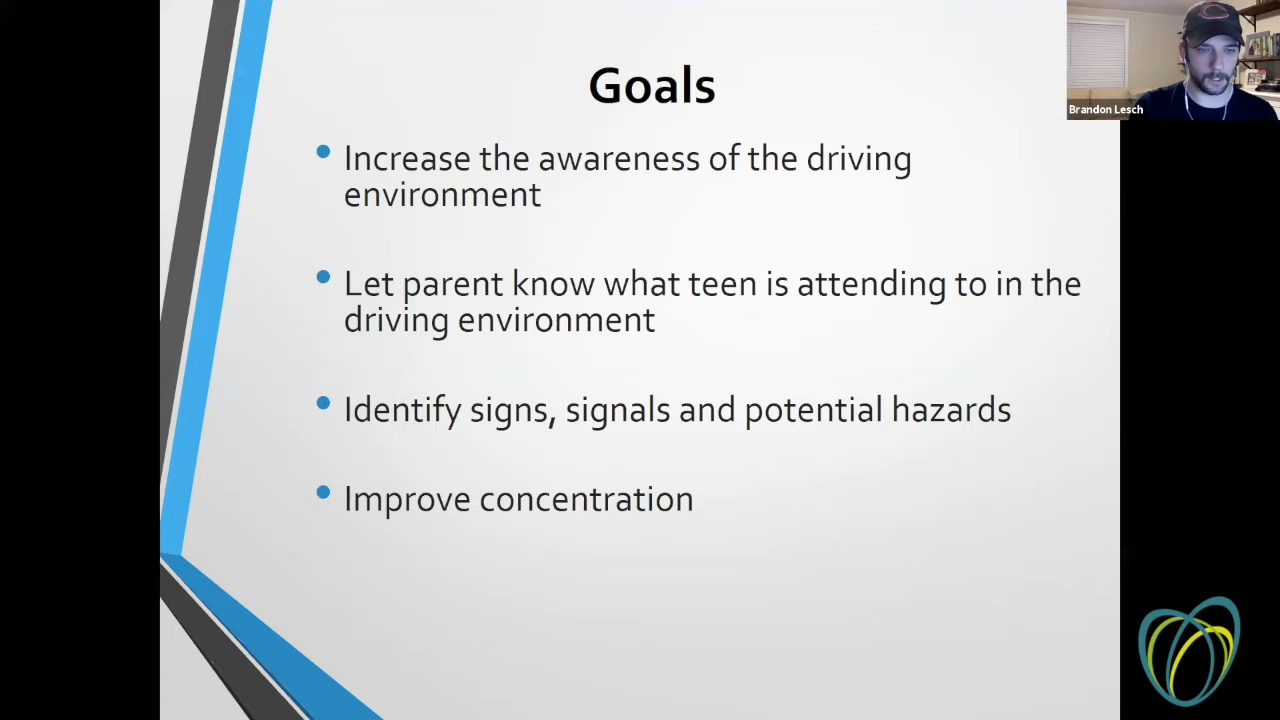 Goals
Increase the awareness of the driving
environment
Let parent know what teen is attending to in the
driving environment
Identify signs, signals and potential hazards
Improve concentration
Brandon Lesch